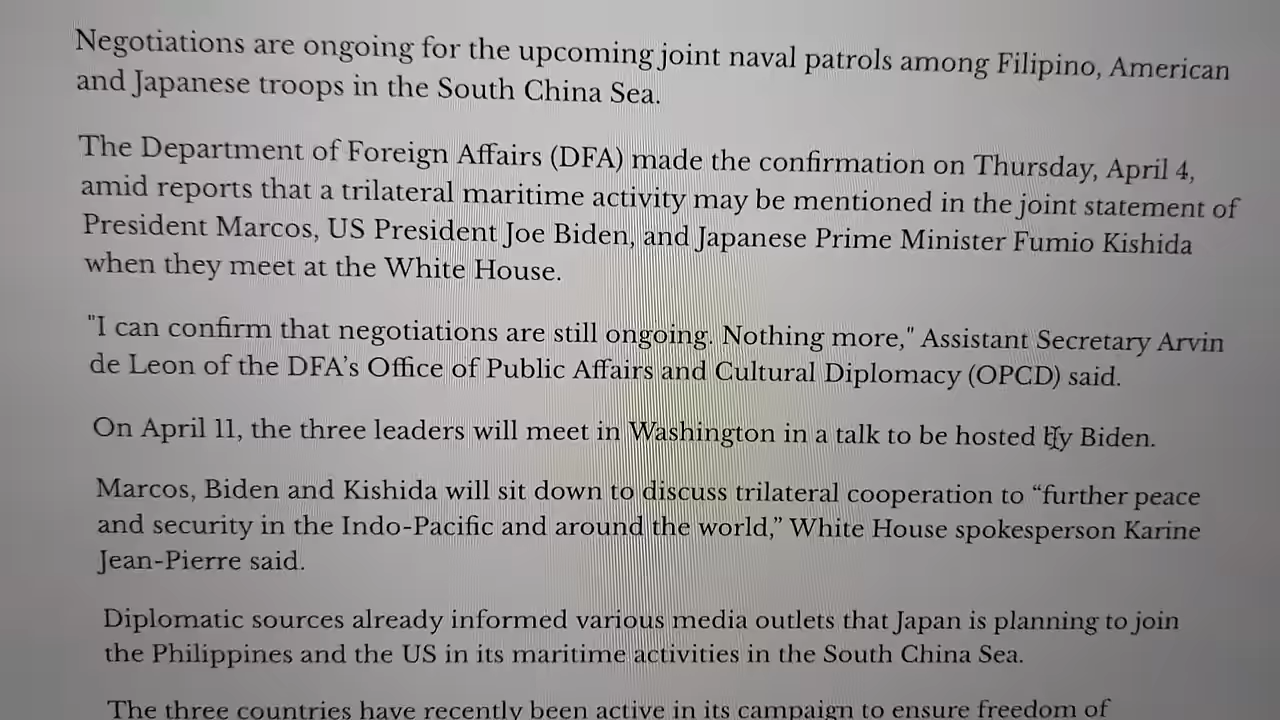 Negotiations are ongoing for the upcoming joint naval patrols among Filipino, American
and Japanese troops in the South China Sea.
The Department of Foreign Affairs (DFA) made the confirmation on Thursday, April 4,
amid reports that a trilateral maritime activity may be mentioned in the joint statement of
President Marcos, US President Joe Biden, and Japanese Prime Minister Fumio Kishida
when they meet at the White House.
"I can confirm that negotiations are still ongoing. Nothing more," Assistant Secretary Arvin
de Leon of the DFA’s Office of Public Affairs and Cultural Diplomacy (OPCD) said.
On April 11, the three leaders will meet in Washington in a talk to be hosted by Biden.
Marcos, Biden and Kishida will sit down to discuss trilateral cooperation to “further peace
and security in the Indo-Pacific and around the world,” White House spokesperson Karine
Jean-Pierre said.
Diplomatic sources already informed various media outlets that Japan is planning to join
the Philippines and the US in its maritime activities in the South China Sea.
The three countries have recently been active in its campaign to ensure freedom of